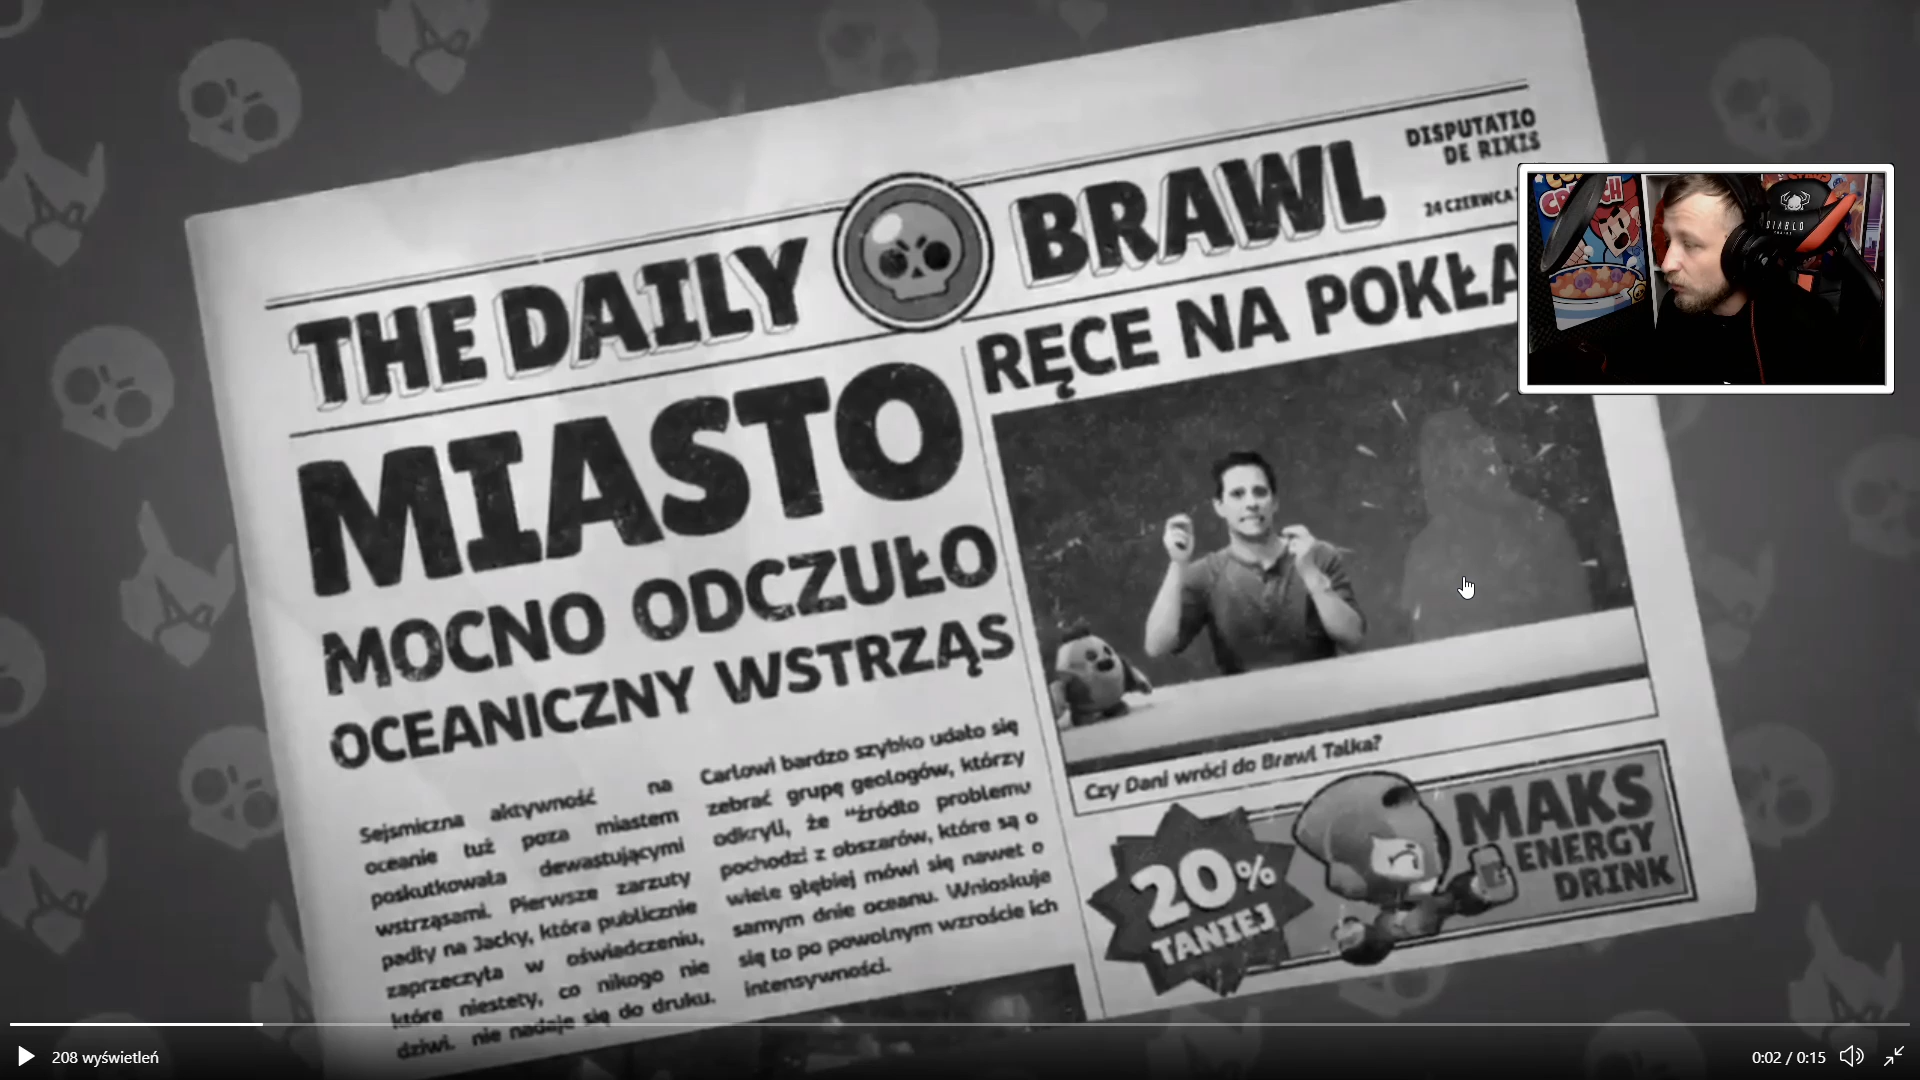 DISPUTATIO
DE RIXIS
24 CZERWCA
THE DAILY BRAWL
MIASTO
MOCNO ODCZUŁO
OCEANICZNY WSTRZĄS
Sejsmiczna aktywność na
oceanie tuż poza miastem
poskutkowała dewastującymi
wstrząsami. Pierwsze zarzuty
padły na Jacky, która publicznie
zaprzeczyła w oświadczeniu,
które niestety, co nikogo nie
dziwi. nie nadaje się do druku.
Carlowi bardzo szybko udało się
zebrać grupę geologów, którzy
odkryli, że “źródło problemu
pochodzi z obszarów, które są o
wiele głębiej mówi się nawet o
samym dnie oceanu. Wnioskuje
się to po powolnym wzroście ich
intensywności.
RĘCE NA POKŁA
Czy Dani wróci do Brawl Talka?
20%
TANIEJ
MAKS
ENERGY
DRINK
DIABLO
208 wyświetleń
0:02 / 0:15